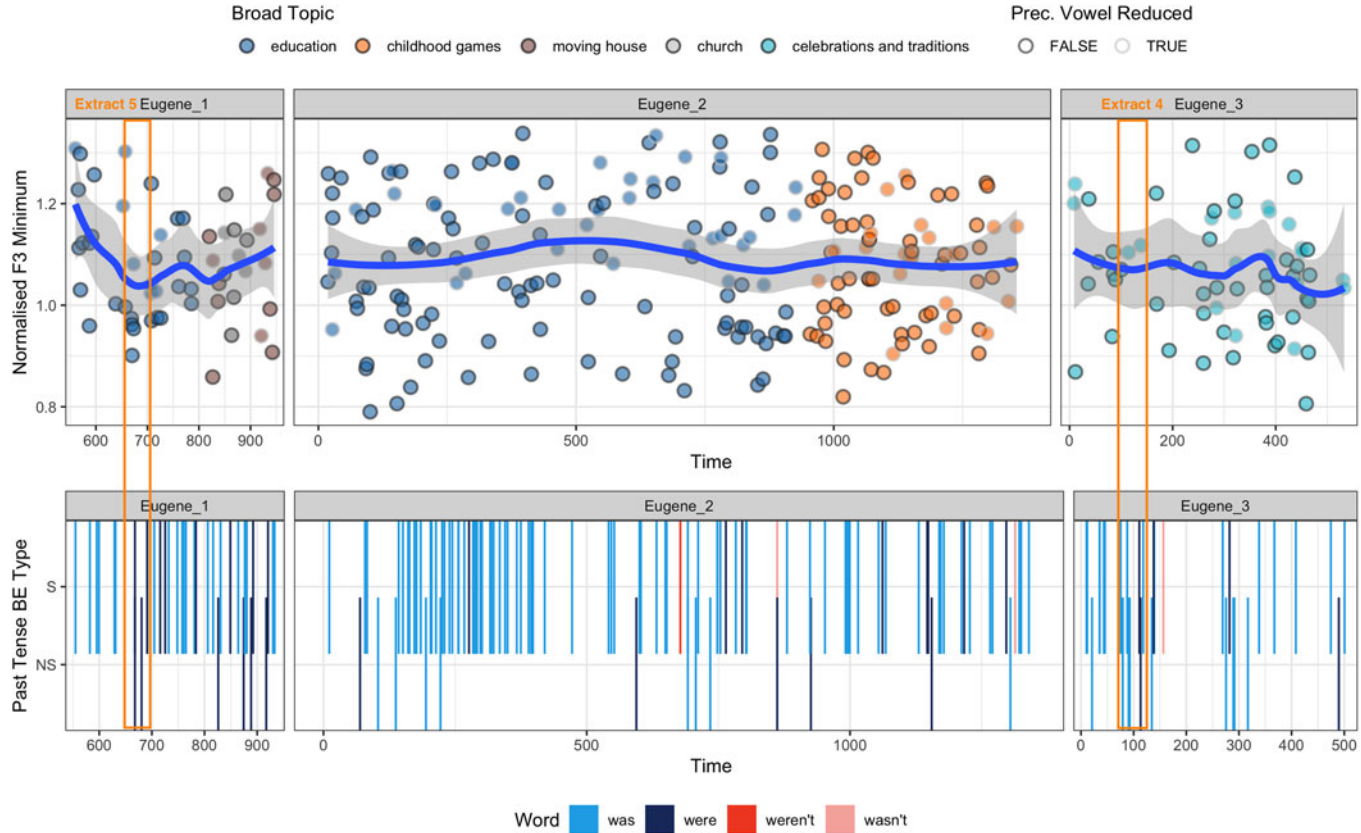 Broad Topic Prec. Vowel Reduced
education childhood games moving house church celebrations and traditions FALSE TRUE
Extract 5 Eugene_1 Eugene_2 Extract 4 Eugene_3
Normalised F3 Minimum
1.2
1.0
0.8
600 700 800 900 0 500 1000 0 200 400
Time
Eugene_1 Eugene_2 Eugene_3
Past Tense BE Type
S
NS
600 700 800 900 0 500 1000 0 100 200 300 400 500
Time
Word was were weren't wasn't